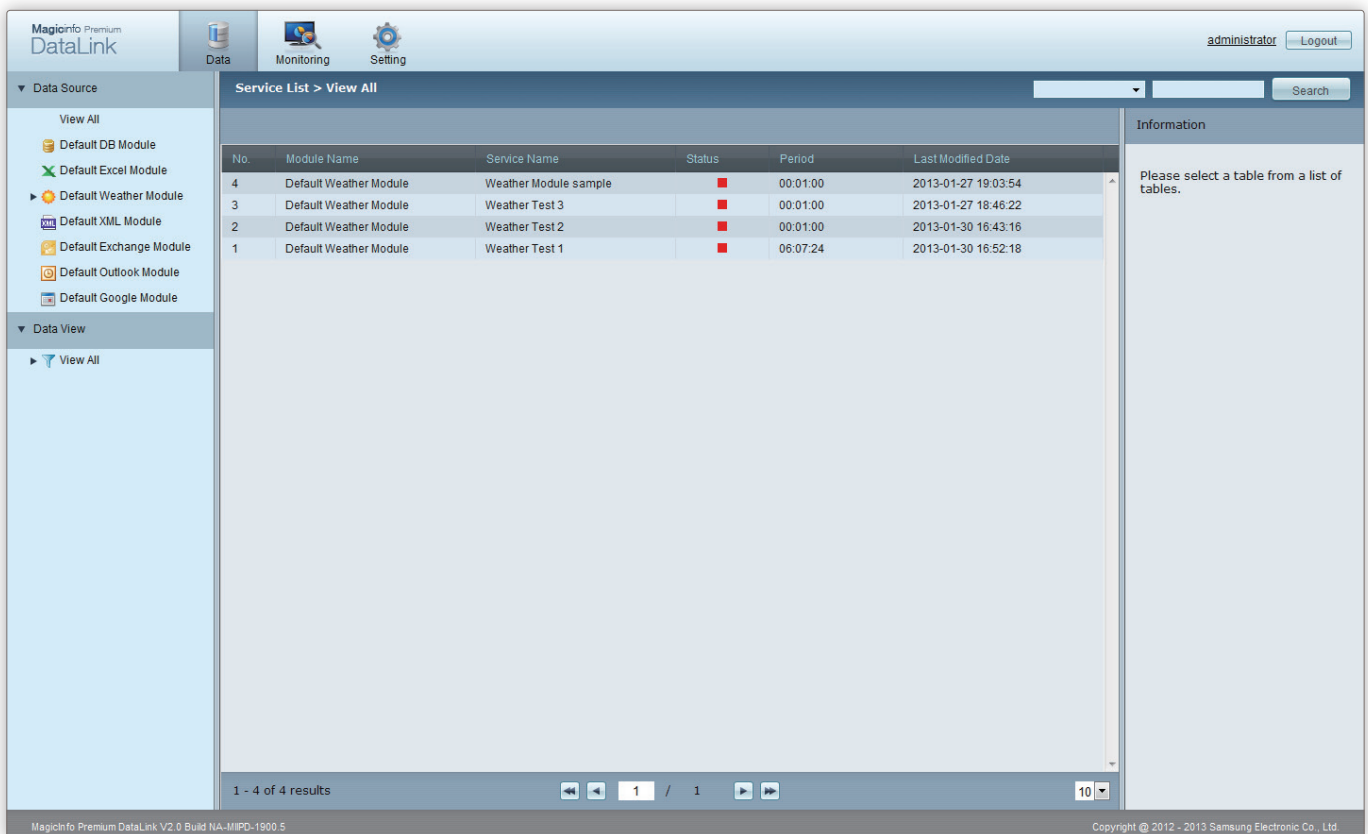 MagicInfo Premium
DataLink
Data
Monitoring
Setting
administrator
Logout
Data Source
View All
Default DB Module
Default Excel Module
Default Weather Module
XML
Default XML Module
Default Exchange Module
Default Outlook Module
Default Google Module
Data View
View All
Service List > View All
Search
No. Module Name Service Name Status Period Last Modified Date
4 Default Weather Module Weather Module sample 00:01:00 2013-01-27 19:03:54
3 Default Weather Module Weather Test 3 00:01:00 2013-01-27 18:46:22
2 Default Weather Module Weather Test 2 00:01:00 2013-01-30 16:43:16
1 Default Weather Module Weather Test 1 06:07:24 2013-01-30 16:52:18
1 - 4 of 4 results
1 / 1
10
Information
Please select a table from a list of
tables.
MagicInfo Premium DataLink V2.0 Build NA-MIIPD-1900.5
Copyright @ 2012 - 2013 Samsung Electronic Co., Ltd.